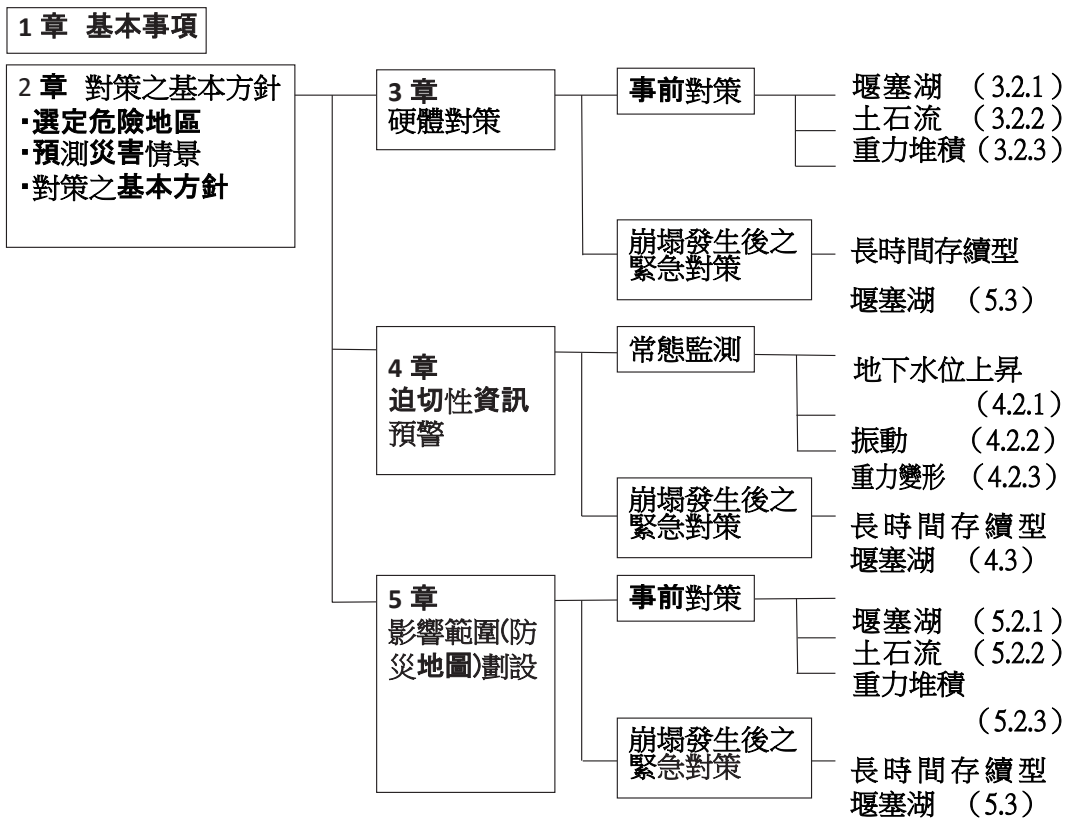 1 章 基本事項
2 章 對策之基本方針
▪選定危險地區
▪預測災害情景
▪對策之基本方針
3 章
硬體對策
事前對策
堰塞湖 （3.2.1）
土石流 （3.2.2）
重力堆積（3.2.3）
崩塌發生後之
緊急對策
長時間存續型
堰塞湖 （5.3）
4 章
迫切性資訊
預警
常態監測
地下水位上昇
（4.2.1）
振動 （4.2.2）
重力變形 （4.2.3）
崩塌發生後之
緊急對策
長時間存續型
堰塞湖 （4.3）
5 章
影響範圍(防
災地圖)劃設
事前對策
堰塞湖 （5.2.1）
土石流 （5.2.2）
重力堆積
（5.2.3）
崩塌發生後之
緊急對策
長時間存續型
堰塞湖 （5.3）